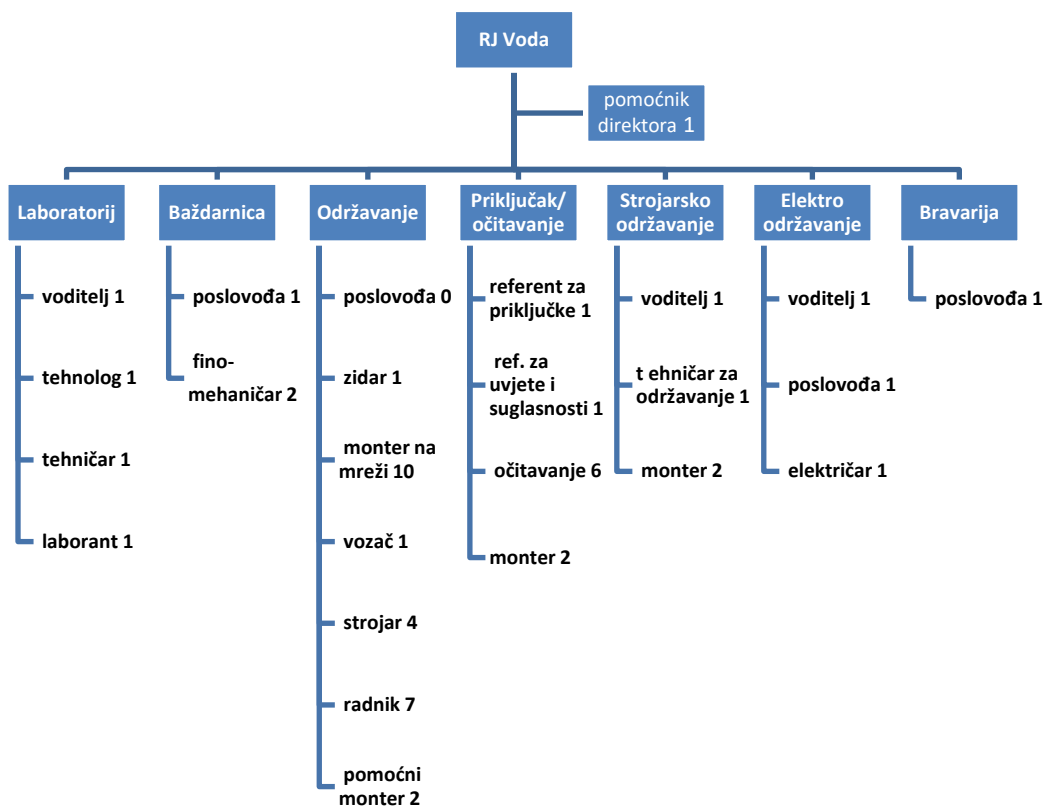 RJ Voda
pomoćnik
direktora 1
Laboratorij
voditelj 1
tehnolog 1
tehničar 1
laborant 1
Baždarnica
poslovođa 1
fino-
mehaničar 2
Održavanje
poslovođa 0
zidar 1
monter na
mreži 10
vozač 1
strojar 4
radnik 7
pomoćni
monter 2
Priključak/
očitavanje
referent za
priključke 1
ref. za
uvjete i
suglasnosti 1
očitavanje 6
monter 2
Strojarsko
održavanje
voditelj 1
t ehničar za
održavanje 1
monter 2
Elektro
održavanje
voditelj 1
poslovođa 1
električar 1
Bravarija
poslovođa 1